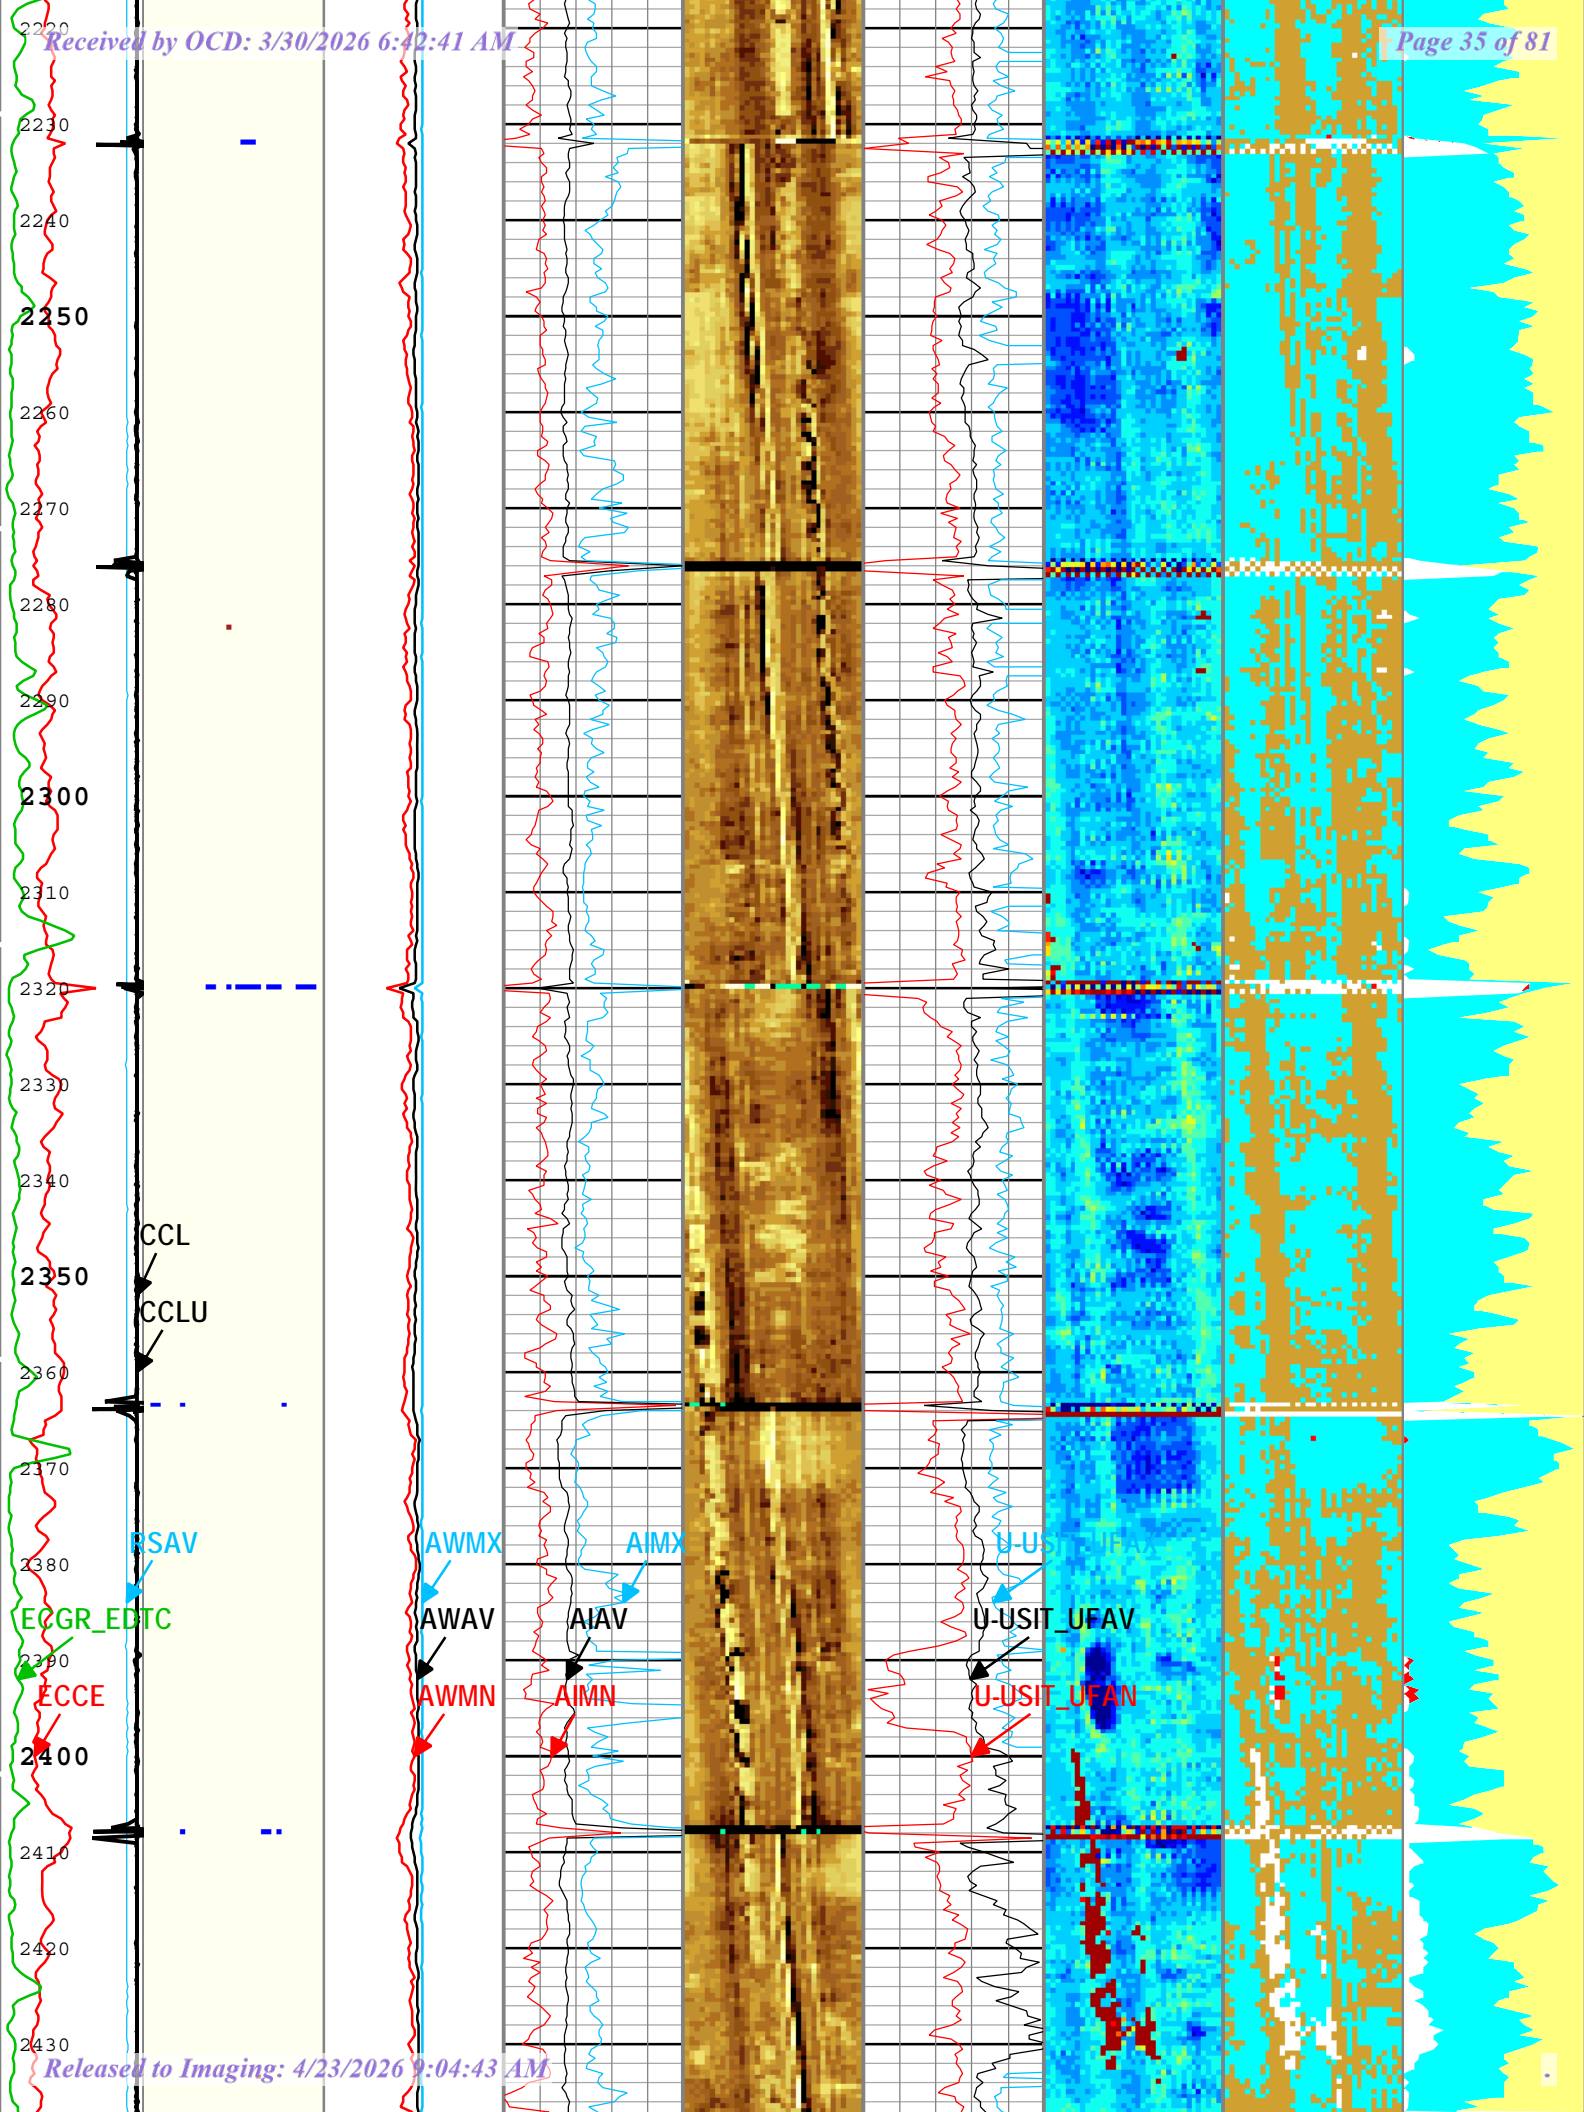 2220
Received by OCD: 3/30/2026 6:42:41 AM
Page 35 of 81
2230
2240
2250
2260
2270
2280
2290
2300
2310
2320
2330
2340
CCL
2350
CCLU
2360
2370
RSAV AWMX AIMX U-USIT_UFAX
2380
ECGR_EDTC AWAV AIAV U-USIT_UFAV
2390
ECCE AWMN AIMN U-USIT_UFAN
2400
2410
2420
2430
Released to Imaging: 4/23/2026 9:04:43 AM